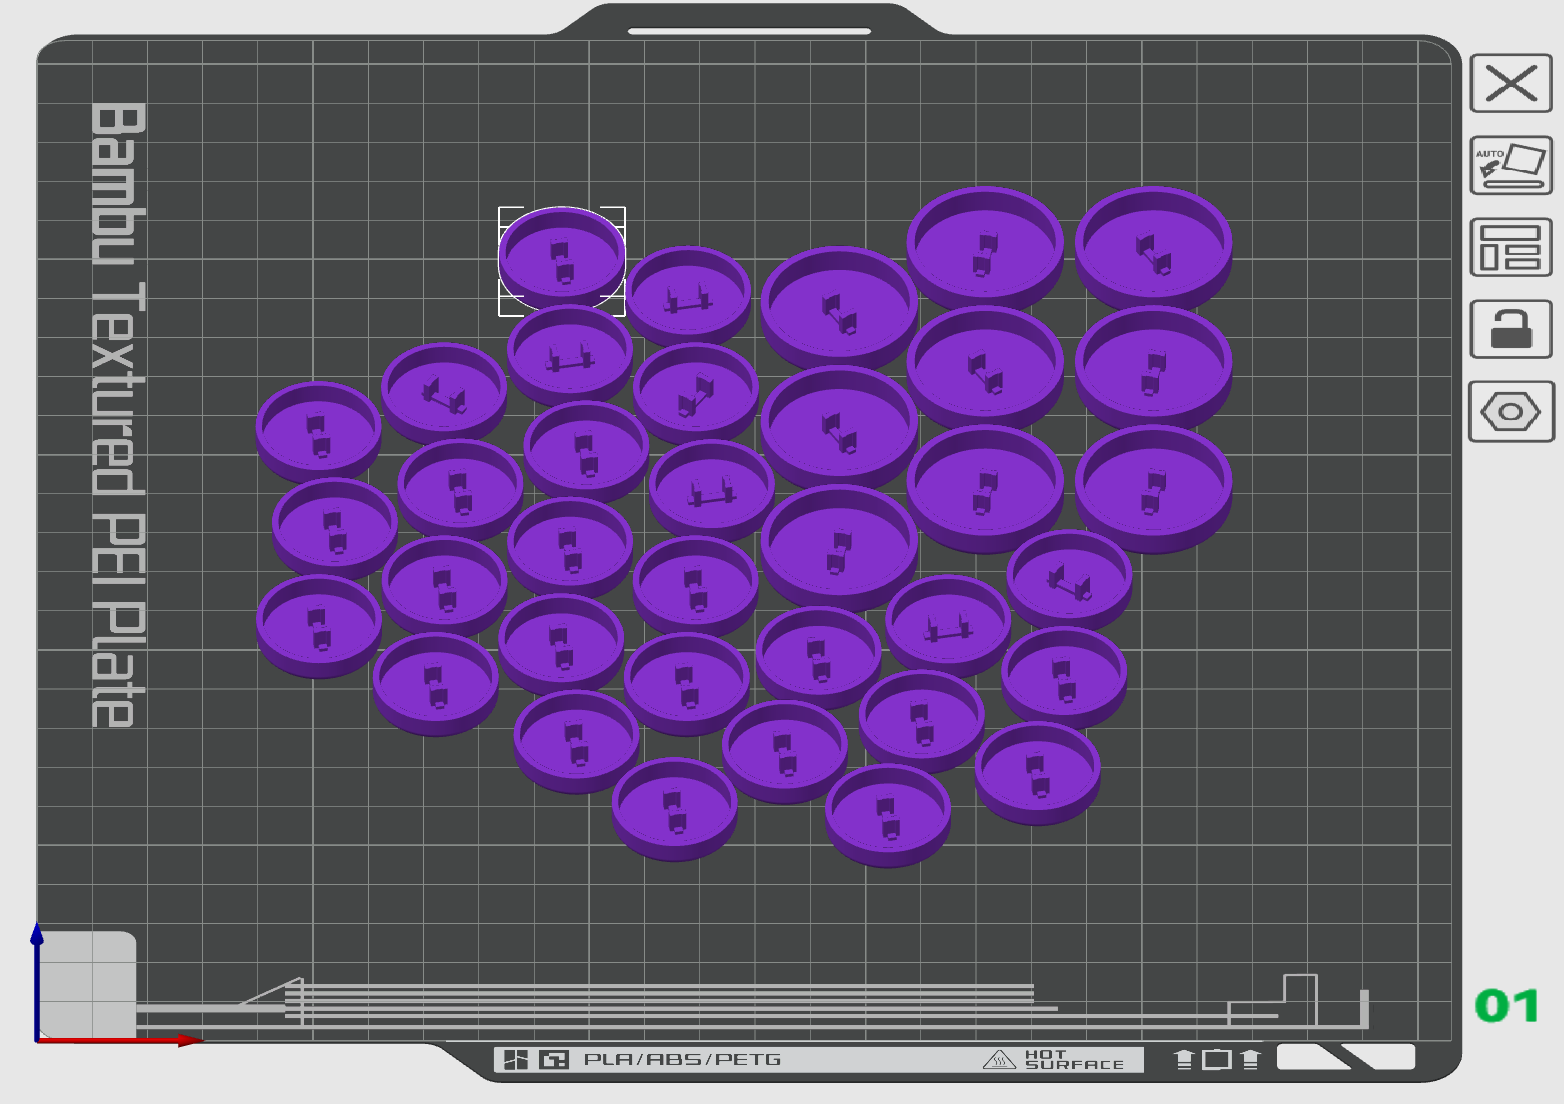 Bambu Textured PEI Plate
AUTO
01
PLA/ABS/PETG
HOT
SURFACE